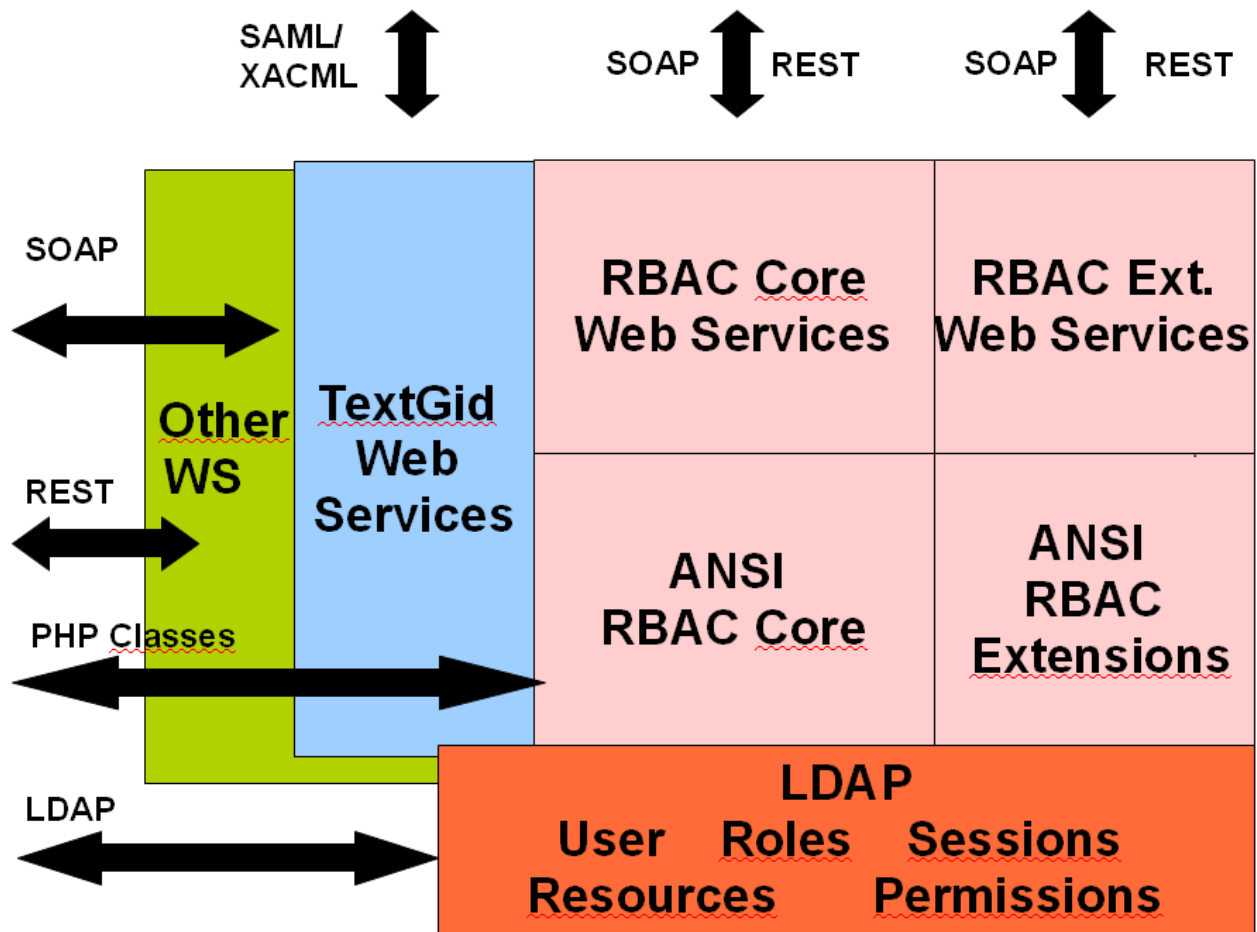 SAML/
XACML
SOAP REST
SOAP REST
SOAP
RBAC Core
Web Services
RBAC Ext.
Web Services
Other
WS
TextGid
Web
Services
REST
ANSI
RBAC Core
ANSI
RBAC
Extensions
PHP Classes
LDAP
LDAP
User Roles Sessions
Resources Permissions